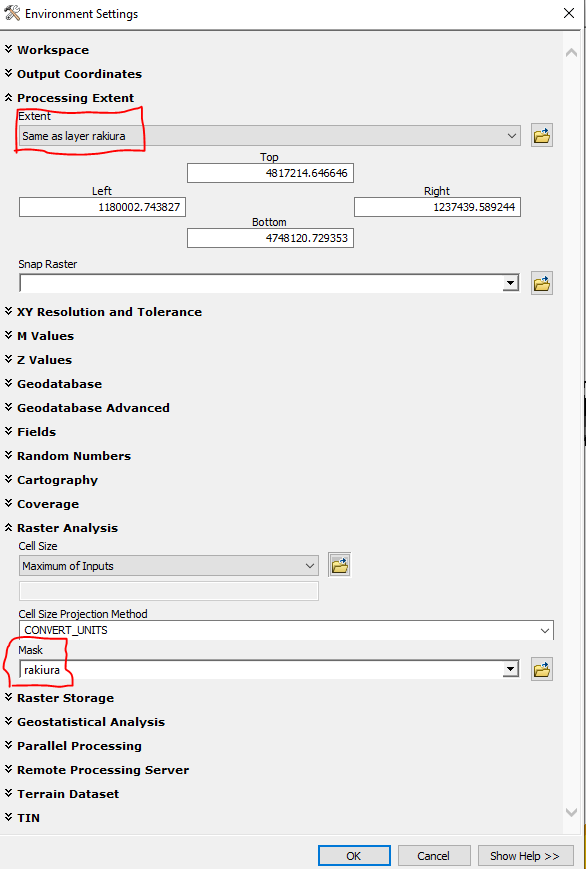 Environment Settings
Workspace
Output Coordinates
Processing Extent
Extent
Same as layer rakiura
Top
4817214.646646
Left
Right
1180002.743827
1237439.589244
Bottom
4748120.729353
Snap Raster
XY Resolution and Tolerance
M Values
Z Values
Geodatabase
Geodatabase Advanced
Fields
Random Numbers
Cartography
Coverage
Raster Analysis
Cell Size
Maximum of Inputs
Cell Size Projection Method
CONVERT_UNITS
Mask
rakiura
Raster Storage
Geostatistical Analysis
Parallel Processing
Remote Processing Server
Terrain Dataset
TIN
OK
Cancel
Show Help >>